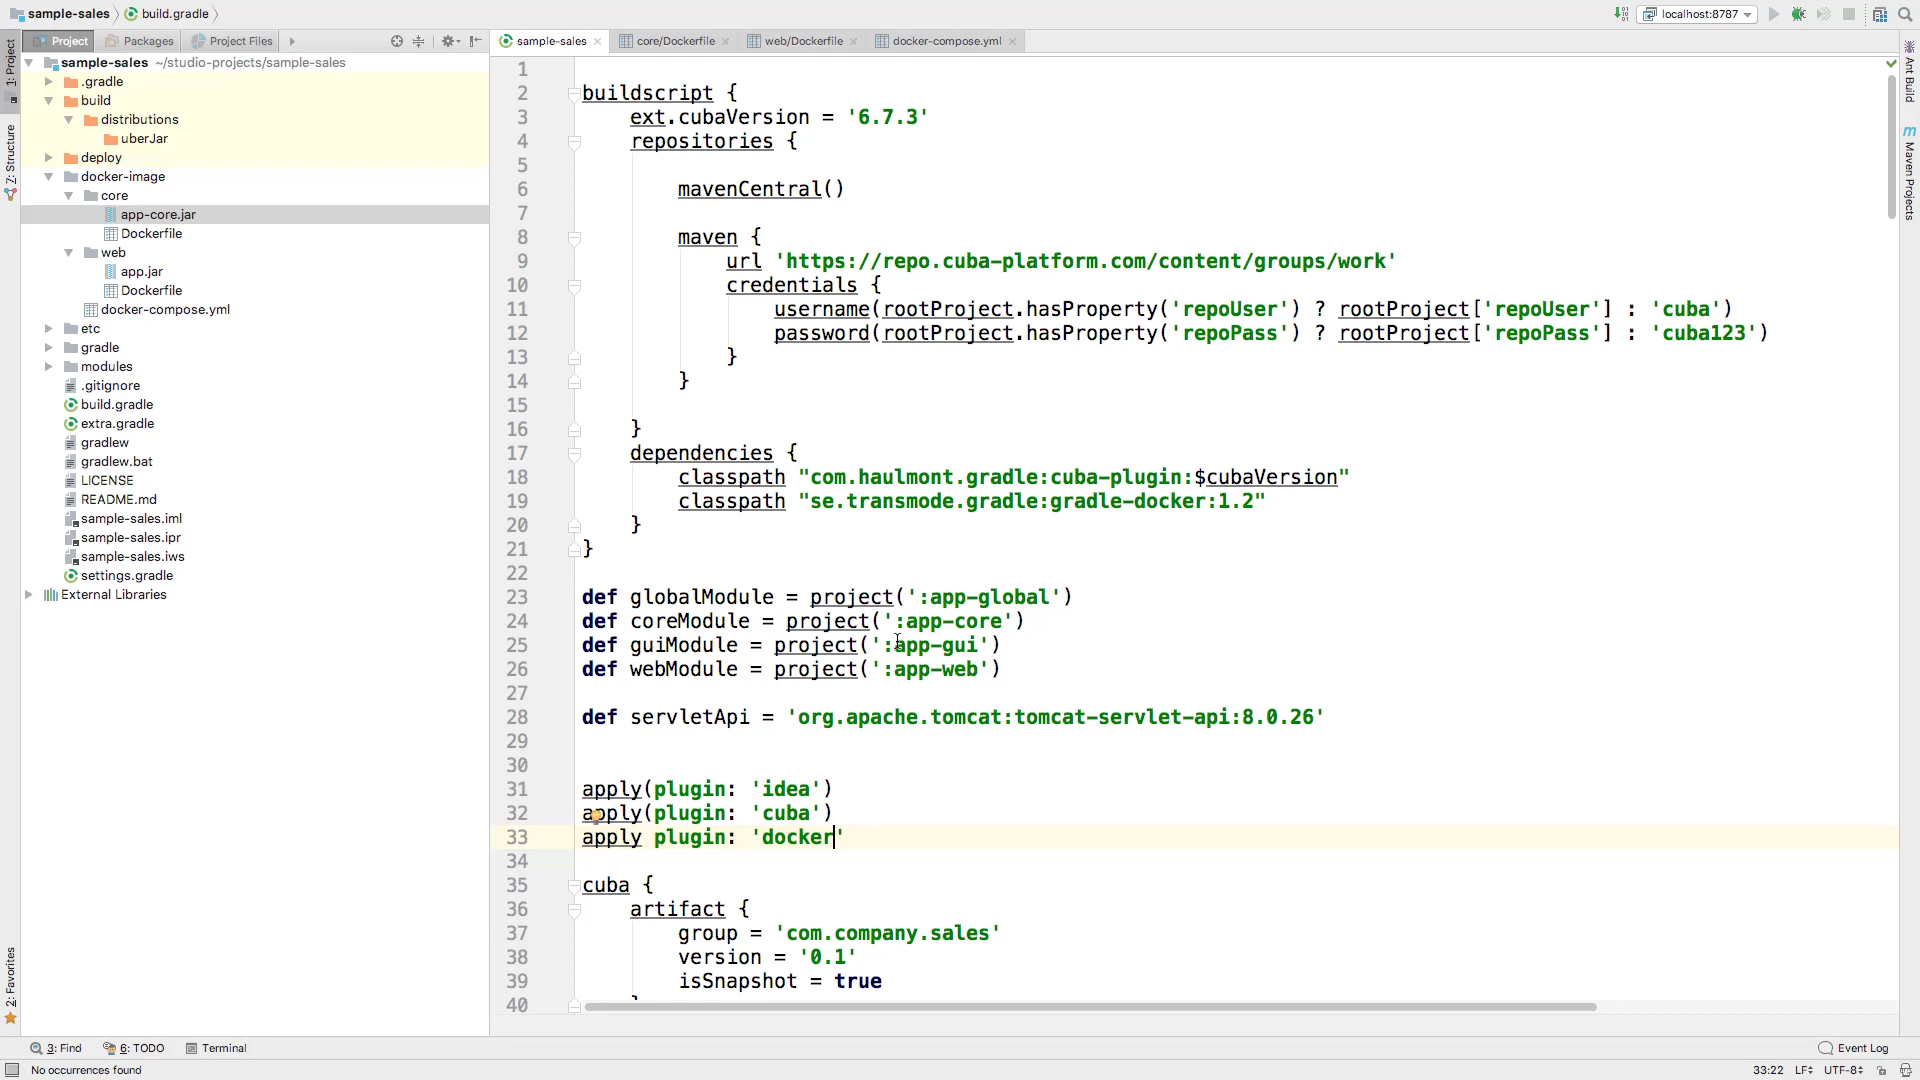 sample-sales build.gradle
localhost:8787
1: Project
Z: Structure
2: Favorites
Project Packages Project Files
sample-sales ~/studio-projects/sample-sales
.gradle
build
distributions
uberJar
deploy
docker-image
core
app-core.jar
Dockerfile
web
app.jar
Dockerfile
docker-compose.yml
etc
gradle
modules
.gitignore
build.gradle
extra.gradle
gradlew
gradlew.bat
LICENSE
README.md
sample-sales.iml
sample-sales.ipr
sample-sales.iws
settings.gradle
External Libraries
sample-sales core/Dockerfile web/Dockerfile docker-compose.yml
1
2 buildscript {
3 ext.cubaVersion = '6.7.3'
4 repositories {
5
6 mavenCentral()
7
8 maven {
9 url 'https://repo.cuba-platform.com/content/groups/work'
10 credentials {
11 username(rootProject.hasProperty('repoUser') ? rootProject['repoUser'] : 'cuba')
12 password(rootProject.hasProperty('repoPass') ? rootProject['repoPass'] : 'cuba123')
13 }
14 }
15
16 }
17 dependencies {
18 classpath "com.haulmont.gradle:cuba-plugin:$cubaVersion"
19 classpath "se.transmode.gradle:gradle-docker:1.2"
20 }
21 }
22
23 def globalModule = project(':app-global')
24 def coreModule = project(':app-core')
25 def guiModule = project(':app-gui')
26 def webModule = project(':app-web')
27
28 def servletApi = 'org.apache.tomcat:tomcat-servlet-api:8.0.26'
29
30
31 apply(plugin: 'idea')
32 apply(plugin: 'cuba')
33 apply plugin: 'docker'
34
35 cuba {
36 artifact {
37 group = 'com.company.sales'
38 version = '0.1'
39 isSnapshot = true
40 }
Ant Build
Maven Projects
3: Find 6: TODO Terminal Event Log
No occurrences found 33:22 LF UTF-8